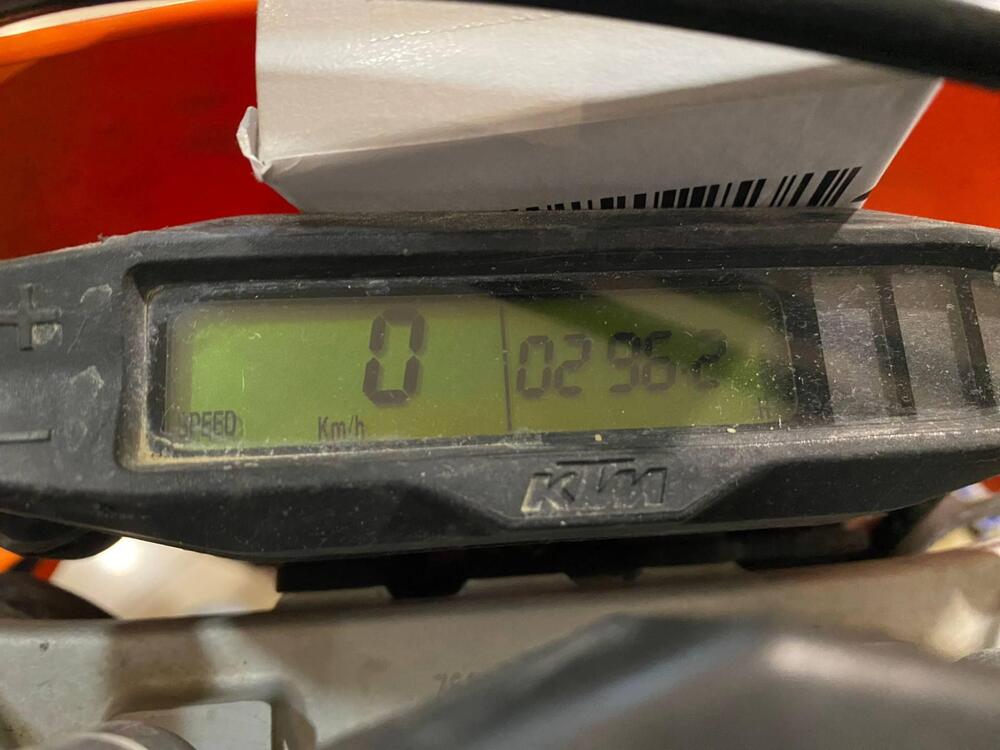 +
0
0296.2
SPEED
Km/h
h
-
KTM